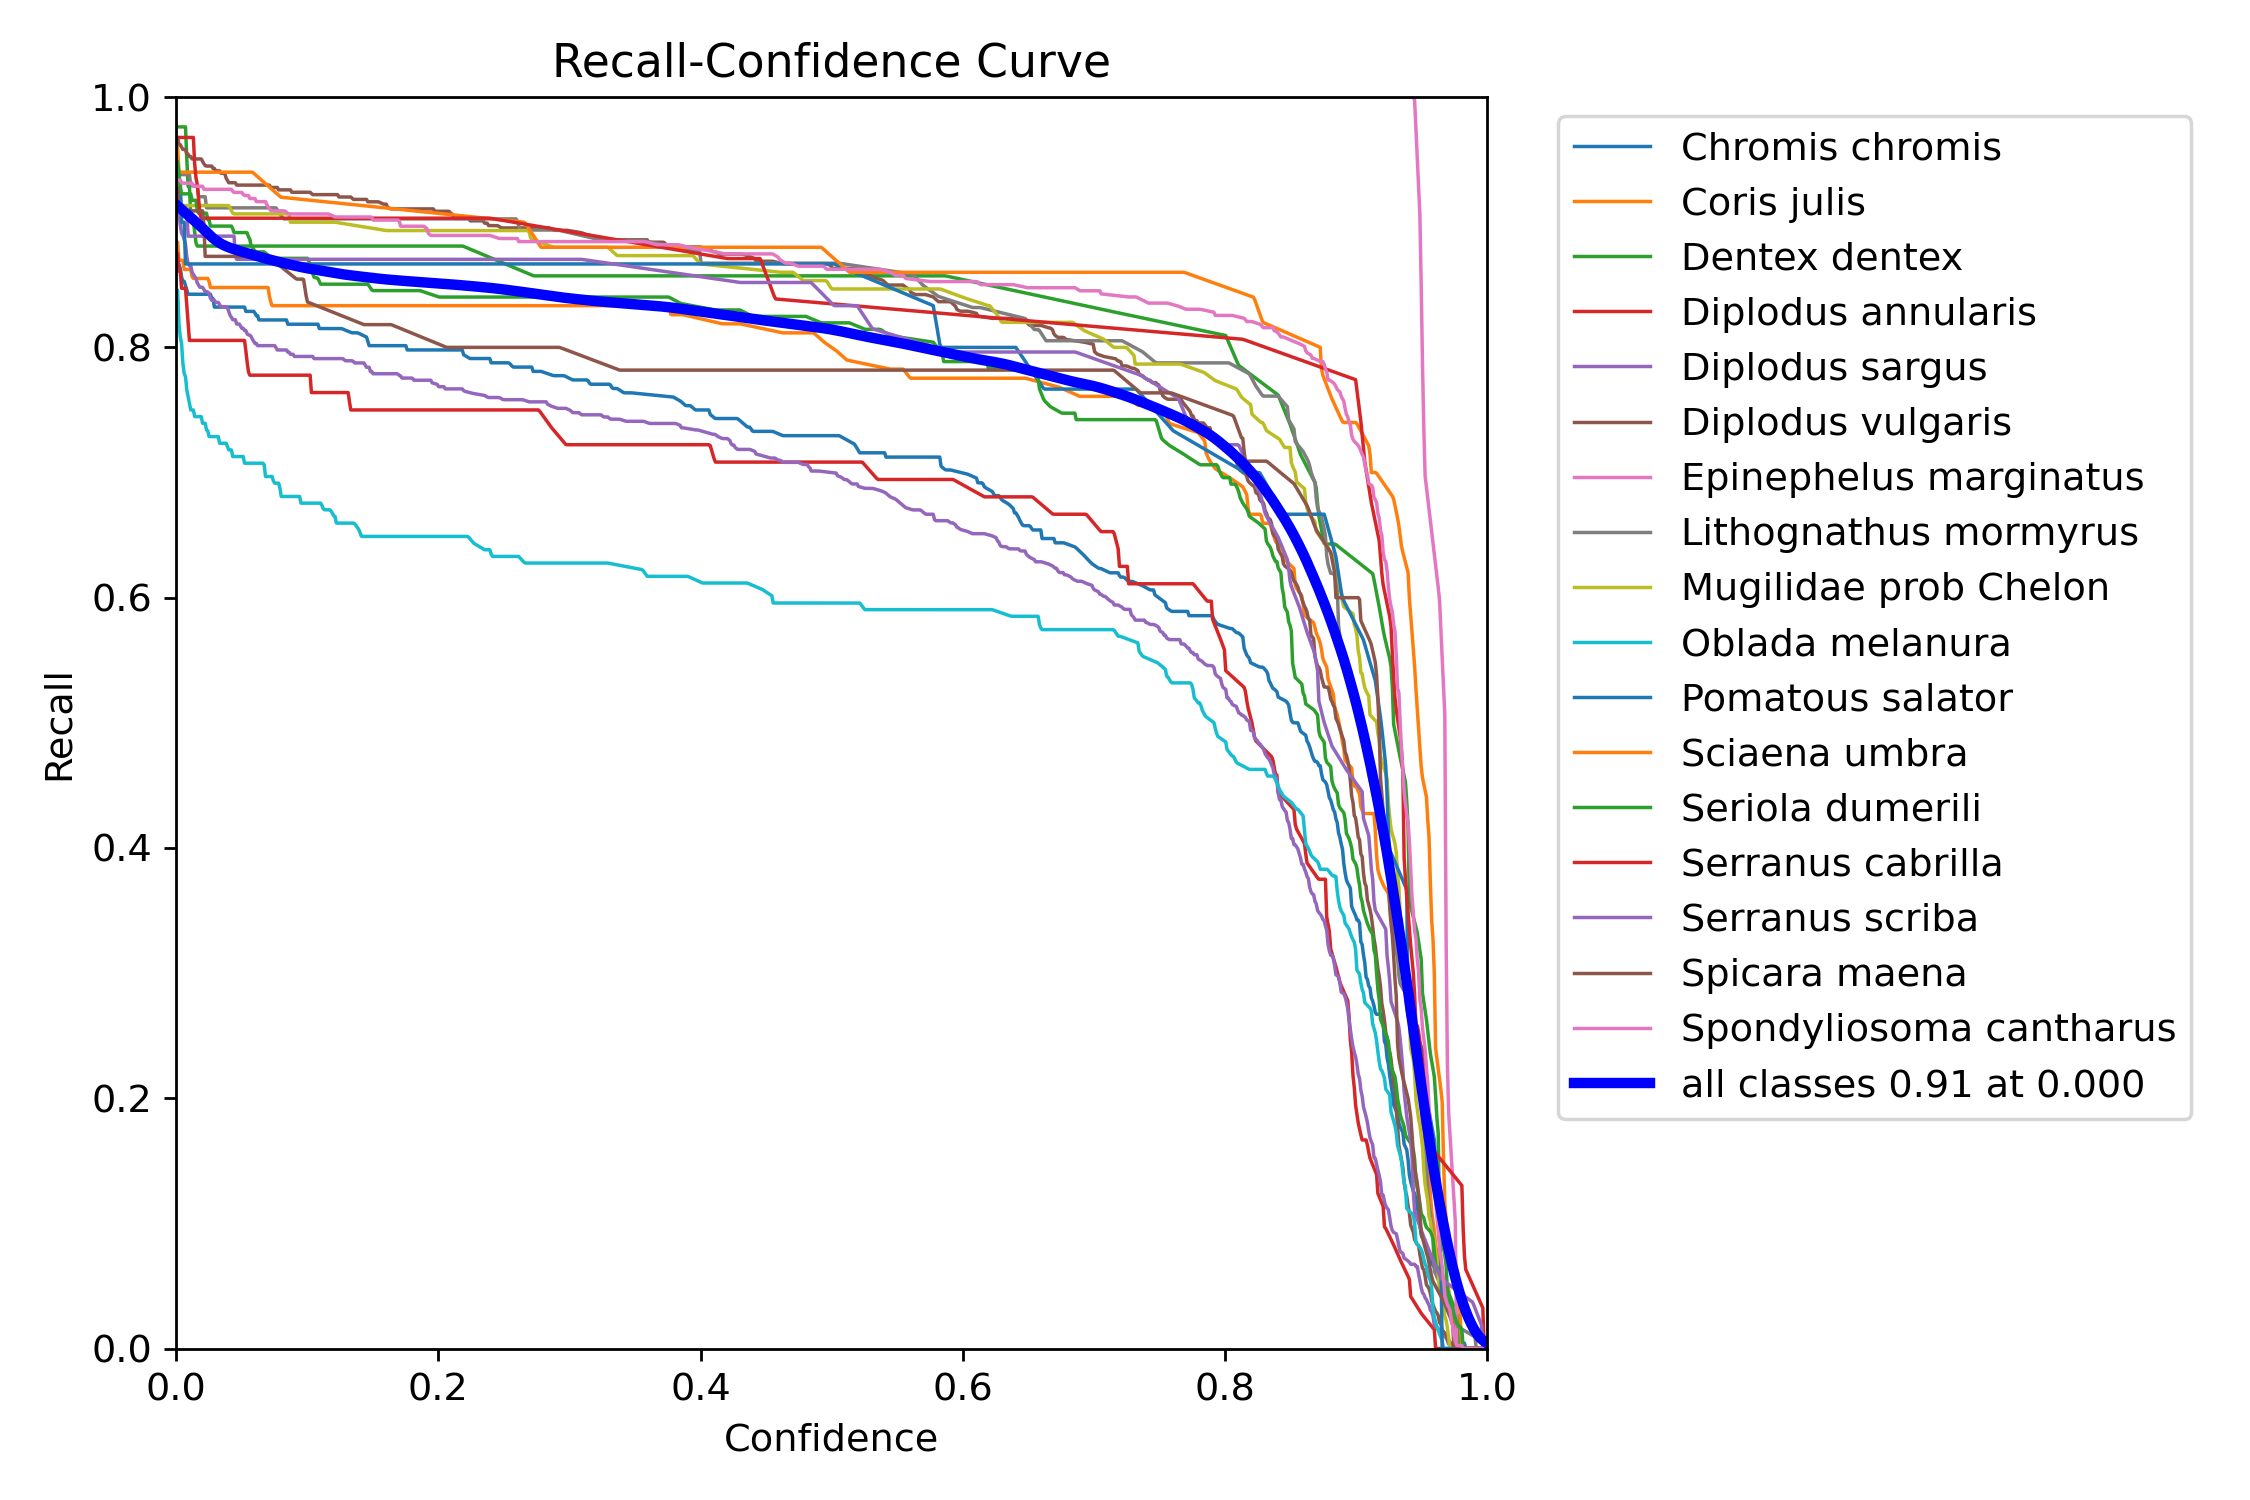 Recall-Confidence Curve
1.0
0.8
0.6
0.4
0.2
0.0
Recall
0.0 0.2 0.4 0.6 0.8 1.0
Confidence
Chromis chromis
Coris julis
Dentex dentex
Diplodus annularis
Diplodus sargus
Diplodus vulgaris
Epinephelus marginatus
Lithognathus mormyrus
Mugilidae prob Chelon
Oblada melanura
Pomatous salator
Sciaena umbra
Seriola dumerili
Serranus cabrilla
Serranus scriba
Spicara maena
Spondyliosoma cantharus
all classes 0.91 at 0.000